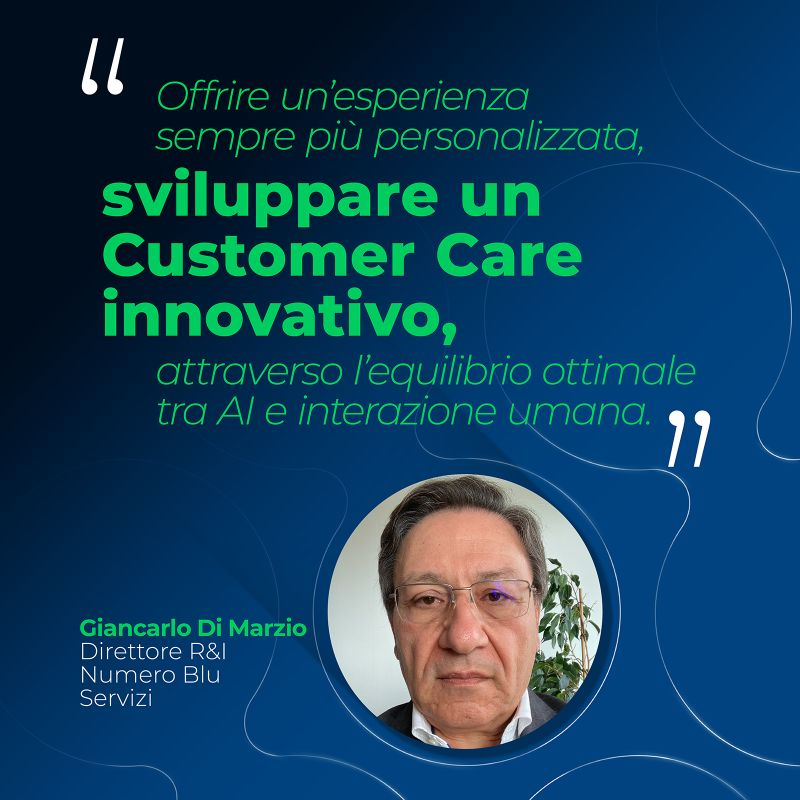 “
Offrire un’esperienza
sempre più personalizzata,
sviluppare un
Customer Care
innovativo,
attraverso l’equilibrio ottimale
tra AI e interazione umana.
”
Giancarlo Di Marzio
Direttore R&I
Numero Blu
Servizi